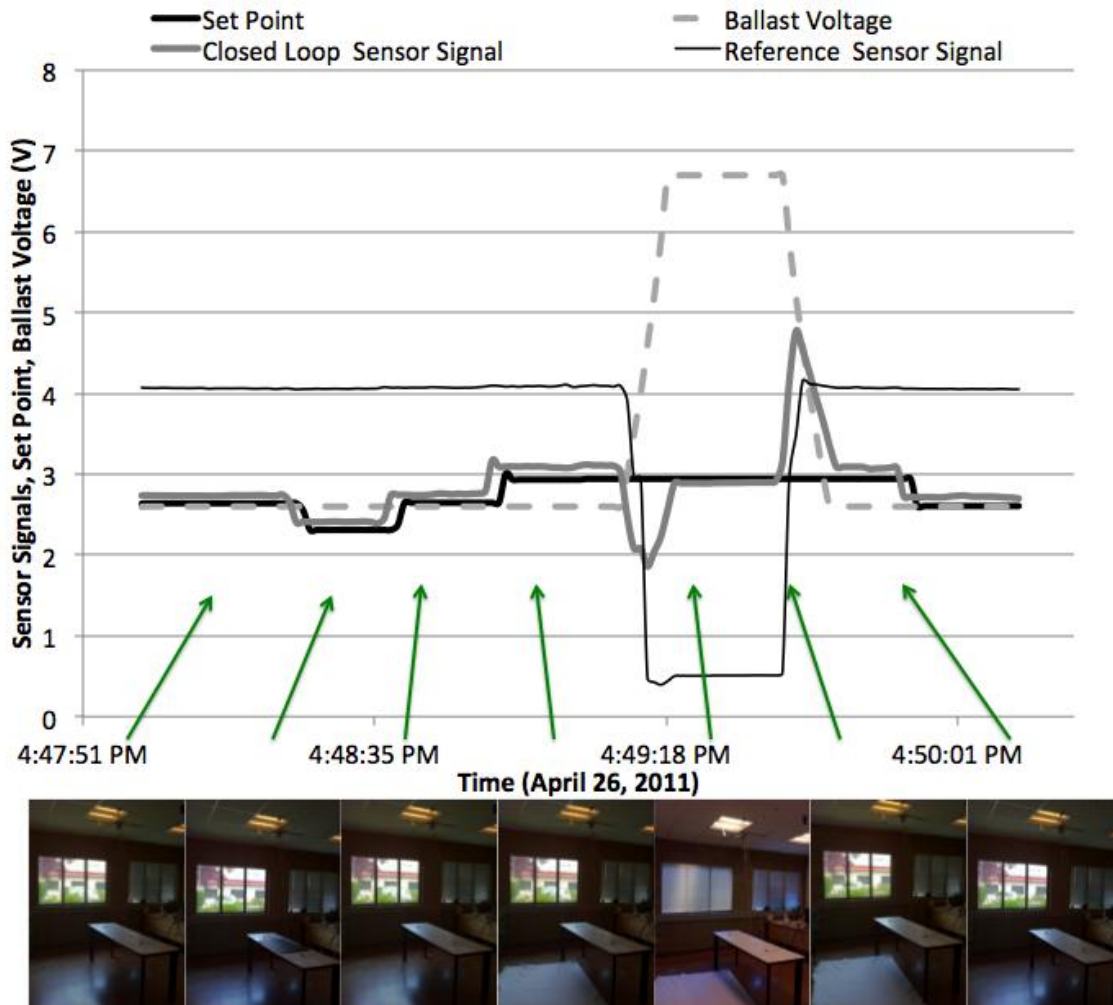 Set Point
Ballast Voltage
Closed Loop Sensor Signal
Reference Sensor Signal
Sensor Signals, Set Point, Ballast Voltage (V)
8
7
6
5
4
3
2
1
0
4:47:51 PM
4:48:35 PM
4:49:18 PM
4:50:01 PM
Time (April 26, 2011)